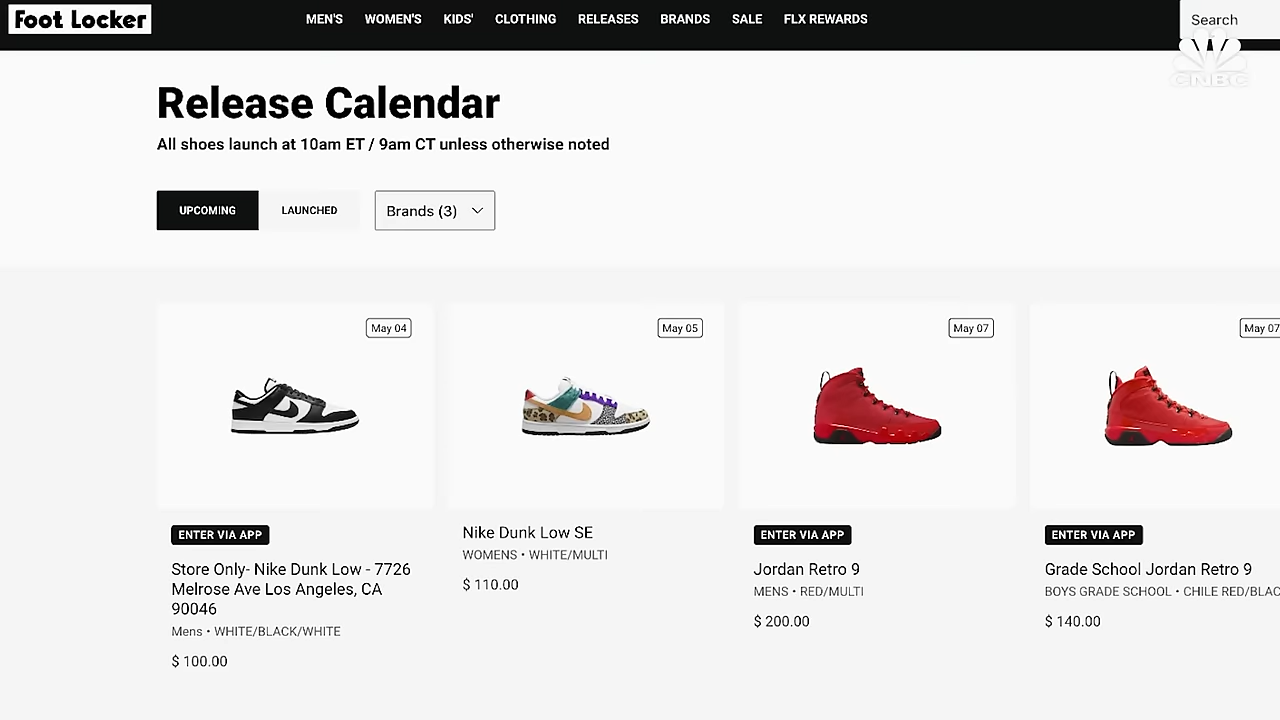 Foot Locker
MEN'S WOMEN'S KIDS' CLOTHING RELEASES BRANDS SALE FLX REWARDS
Search
CNBC
Release Calendar
All shoes launch at 10am ET / 9am CT unless otherwise noted
UPCOMING LAUNCHED Brands (3)
May 04
May 05
May 07
May 07
ENTER VIA APP
Store Only- Nike Dunk Low - 7726
Melrose Ave Los Angeles, CA
90046
Mens • WHITE/BLACK/WHITE
$ 100.00
Nike Dunk Low SE
WOMENS • WHITE/MULTI
$ 110.00
ENTER VIA APP
Jordan Retro 9
MENS • RED/MULTI
$ 200.00
ENTER VIA APP
Grade School Jordan Retro 9
BOYS GRADE SCHOOL • CHILE RED/BLAC
$ 140.00